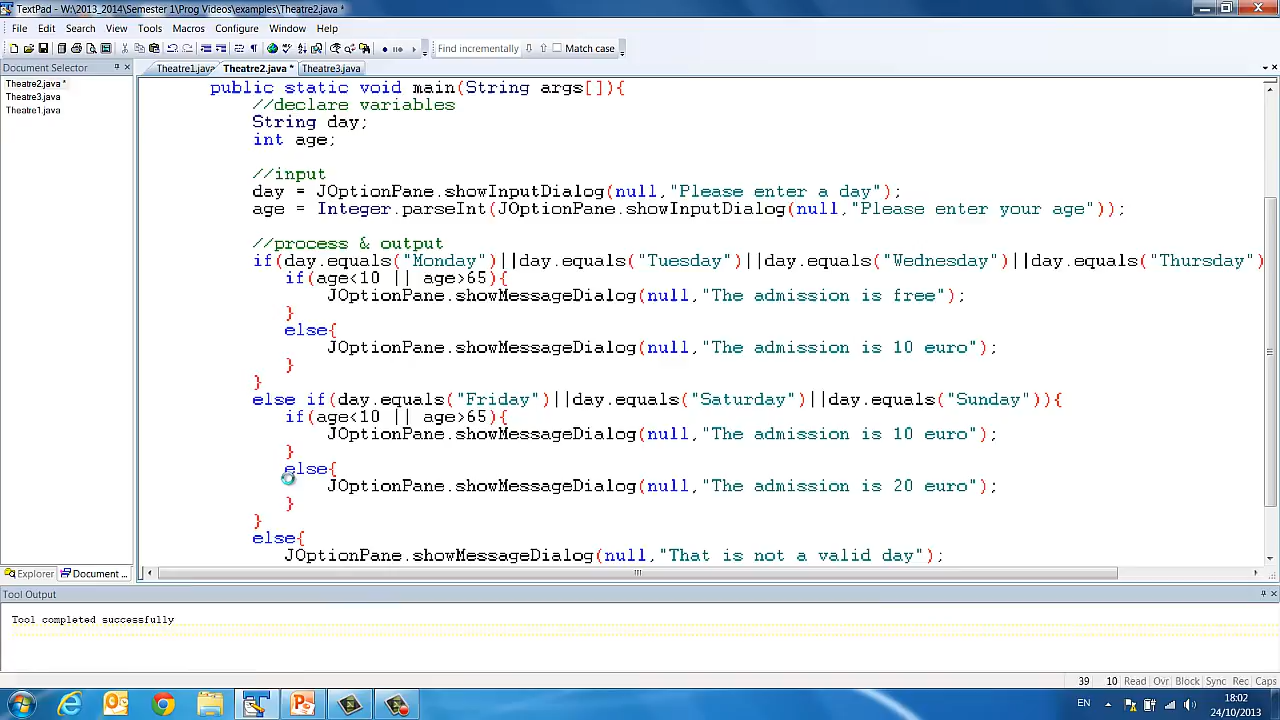 TextPad - W:\2013_2014\Semester 1\Prog Videos\examples\Theatre2.java *
File Edit Search View Tools Macros Configure Window Help
Find incrementally Match case
Document Selector
Theatre2.java *
Theatre3.java
Theatre1.java
Theatre1.java Theatre2.java * Theatre3.java
public static void main(String args[]){
//declare variables
String day;
int age;
//input
day = JOptionPane.showInputDialog(null,"Please enter a day");
age = Integer.parseInt(JOptionPane.showInputDialog(null,"Please enter your age"));
//process & output
if(day.equals("Monday")||day.equals("Tuesday")||day.equals("Wednesday")||day.equals("Thursday")
if(age<10 || age>65){
JOptionPane.showMessageDialog(null,"The admission is free");
}
else{
JOptionPane.showMessageDialog(null,"The admission is 10 euro");
}
}
else if(day.equals("Friday")||day.equals("Saturday")||day.equals("Sunday")){
if(age<10 || age>65){
JOptionPane.showMessageDialog(null,"The admission is 10 euro");
}
else{
JOptionPane.showMessageDialog(null,"The admission is 20 euro");
}
}
else{
JOptionPane.showMessageDialog(null,"That is not a valid day");
Explorer Document ...
Tool Output
Tool completed successfully
39 10 Read Ovr Block Sync Rec Caps
EN 18:02
24/10/2013